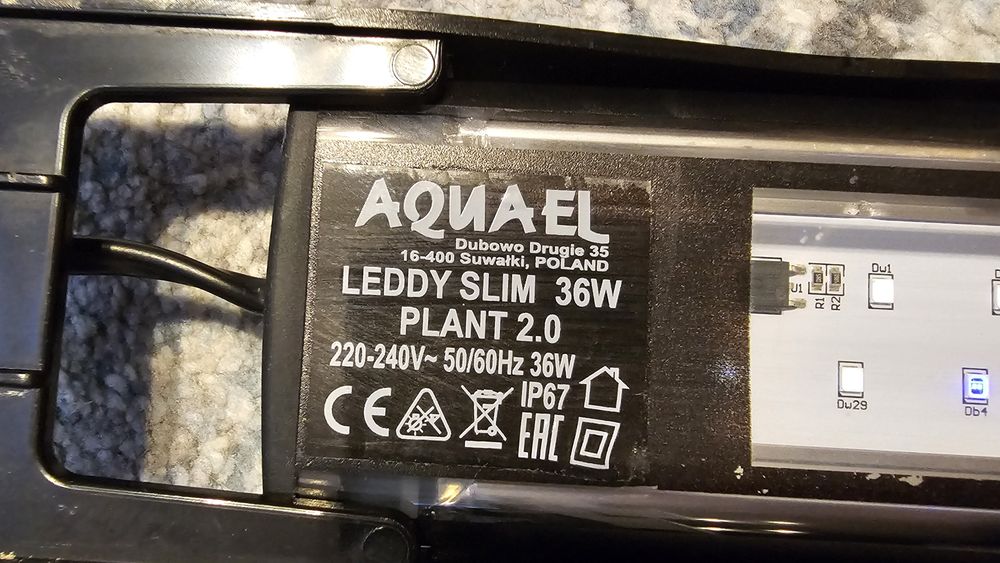 AQUAEL
Dubowo Drugie 35
16-400 Suwałki, POLAND
LEDDY SLIM 36W
PLANT 2.0
220-240V~ 50/60Hz 36W
CE IP67
EAC
U1
R1
R2
Dw1
Dw29
Db4